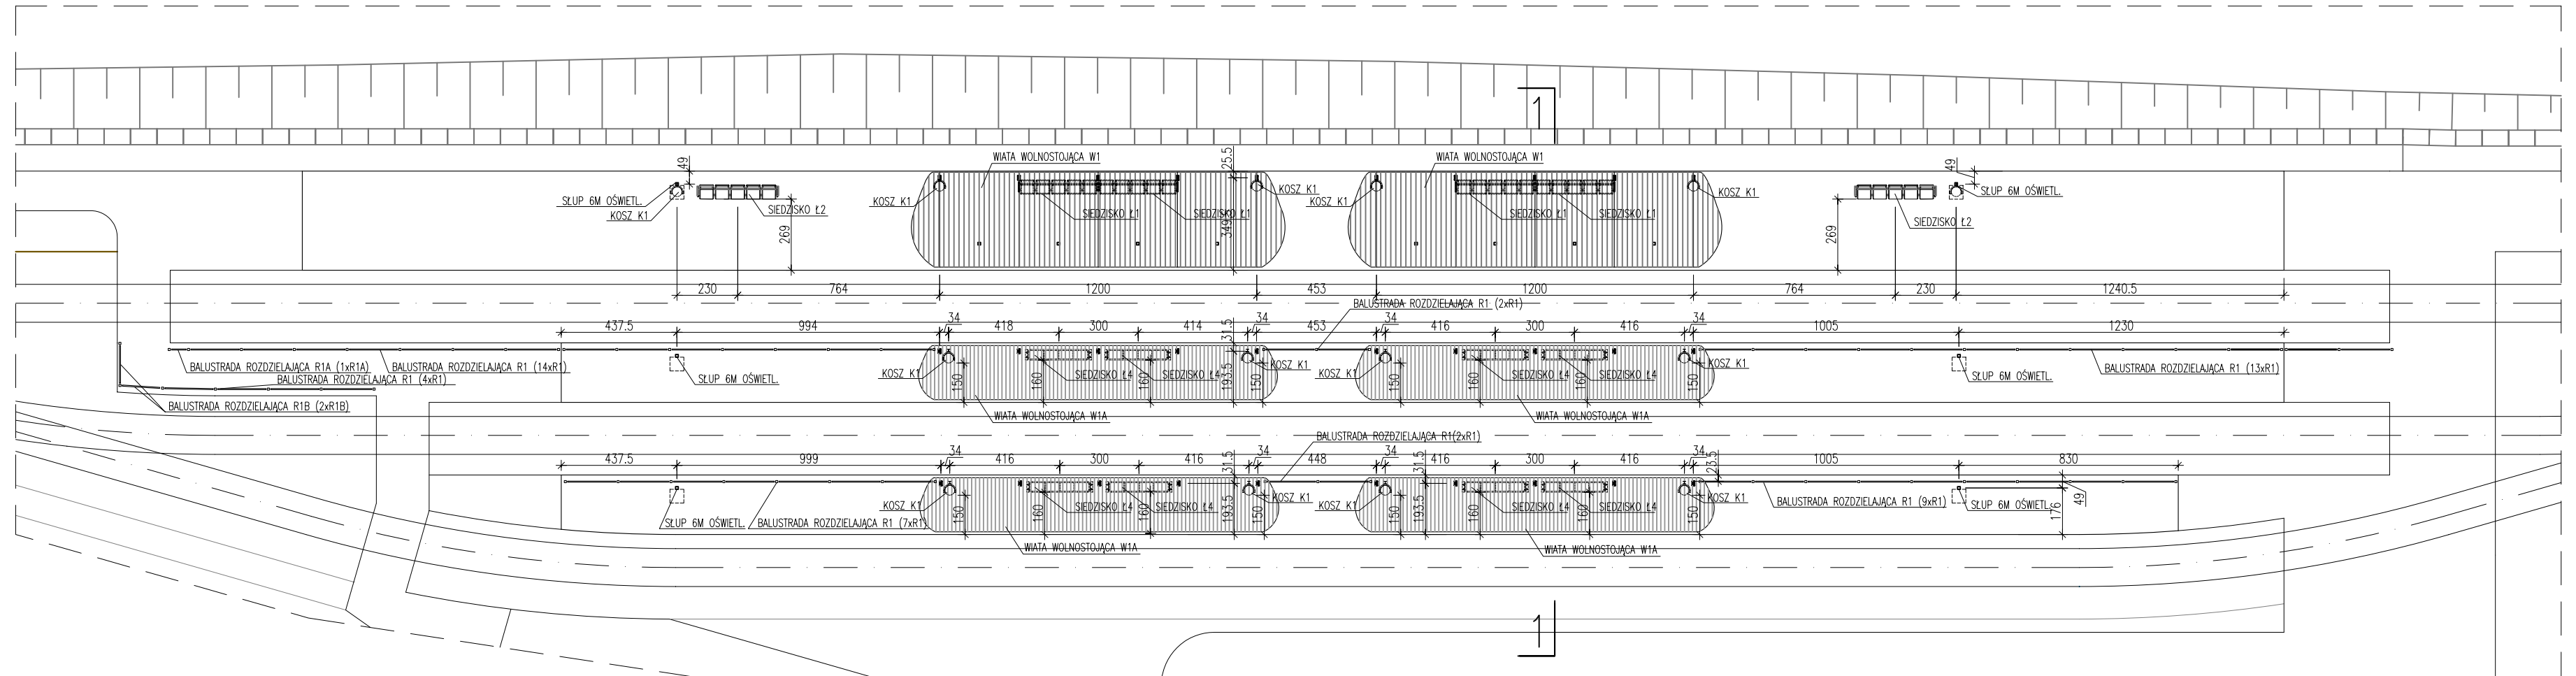 1
49
WIATA WOLNOSTOJĄCA W1
25.5
WIATA WOLNOSTOJĄCA W1
49
SŁUP 6M OŚWIETL.
KOSZ K1
SIEDZISKO Ł2
269
KOSZ K1
SIEDZISKO Ł1
SIEDZISKO Ł1
KOSZ K1
KOSZ K1
SIEDZISKO Ł1
SIEDZISKO Ł1
KOSZ K1
269
SIEDZISKO Ł2
SŁUP 6M OŚWIETL.
230
764
1200
453
1200
764
230
1240.5
BALUSTRADA ROZDZIELAJĄCA R1 (2xR1)
437.5
994
34
418
300
414
31.5
34
453
34
416
300
416
34
1005
1230
BALUSTRADA ROZDZIELAJĄCA R1A (1xR1A)
BALUSTRADA ROZDZIELAJĄCA R1 (14xR1)
BALUSTRADA ROZDZIELAJĄCA R1 (4xR1)
BALUSTRADA ROZDZIELAJĄCA R1B (2xR1B)
SŁUP 6M OŚWIETL.
KOSZ K1
150
160
SIEDZISKO Ł4
160
SIEDZISKO Ł4
193.5
150
KOSZ K1
KOSZ K1
150
160
SIEDZISKO Ł4
160
SIEDZISKO Ł4
150
KOSZ K1
SŁUP 6M OŚWIETL.
BALUSTRADA ROZDZIELAJĄCA R1 (13xR1)
WIATA WOLNOSTOJĄCA W1A
WIATA WOLNOSTOJĄCA W1A
BALUSTRADA ROZDZIELAJĄCA R1(2xR1)
437.5
999
34
416
300
416
31.5
34
448
34
31.5
416
300
416
34
23.5
1005
830
SŁUP 6M OŚWIETL.
BALUSTRADA ROZDZIELAJĄCA R1 (7xR1)
KOSZ K1
150
160
SIEDZISKO Ł4
160
SIEDZISKO Ł4
193.5
150
KOSZ K1
KOSZ K1
150
193.5
160
SIEDZISKO Ł4
160
SIEDZISKO Ł4
150
KOSZ K1
BALUSTRADA ROZDZIELAJĄCA R1 (9xR1)
SŁUP 6M OŚWIETL.
176
49
WIATA WOLNOSTOJĄCA W1A
WIATA WOLNOSTOJĄCA W1A
1